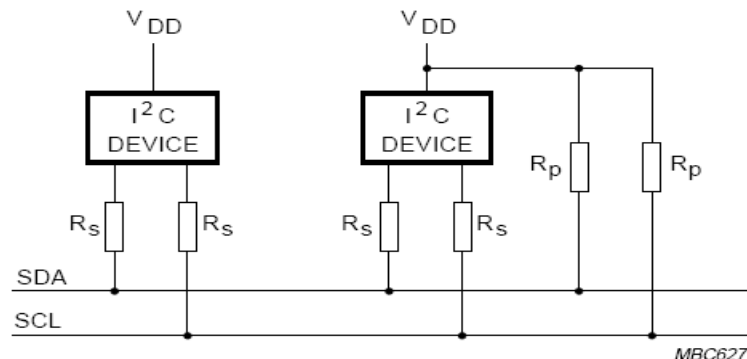 V DD V DD
I²C I²C
DEVICE DEVICE
Rp Rp
Rs Rs Rs Rs
SDA
SCL
MBC627